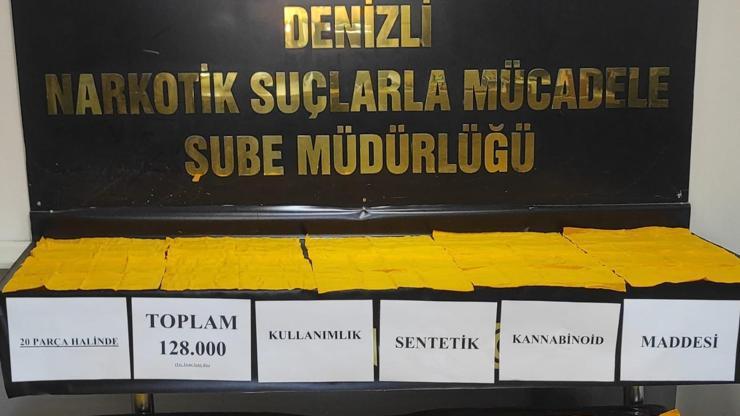 DENİZLİ
NARKOTİK SUÇLARLA MÜCADELE
ŞUBE MÜDÜRLÜĞÜ
20 PARÇA HALİNDE
TOPLAM
128.000
KULLANIMLIK
SENTETİK
KANNABİNOİD
MADDESİ